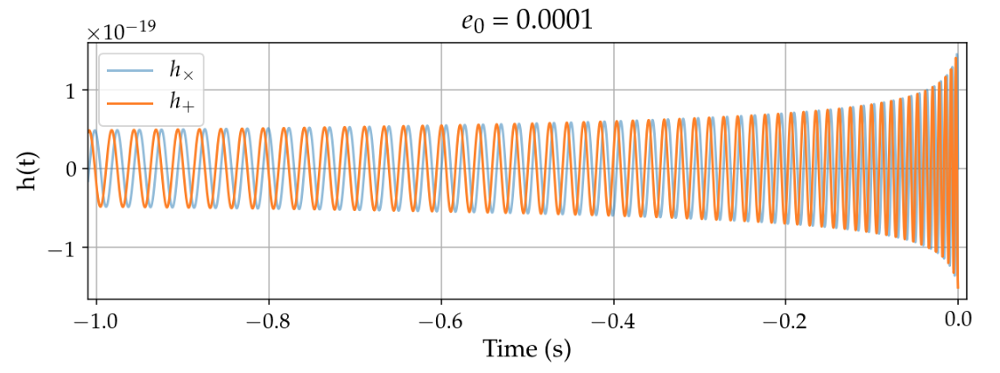 e₀ = 0.0001
×10⁻¹⁹
h×
h₊
1
0
−1
h(t)
−1.0 −0.8 −0.6 −0.4 −0.2 0.0
Time (s)